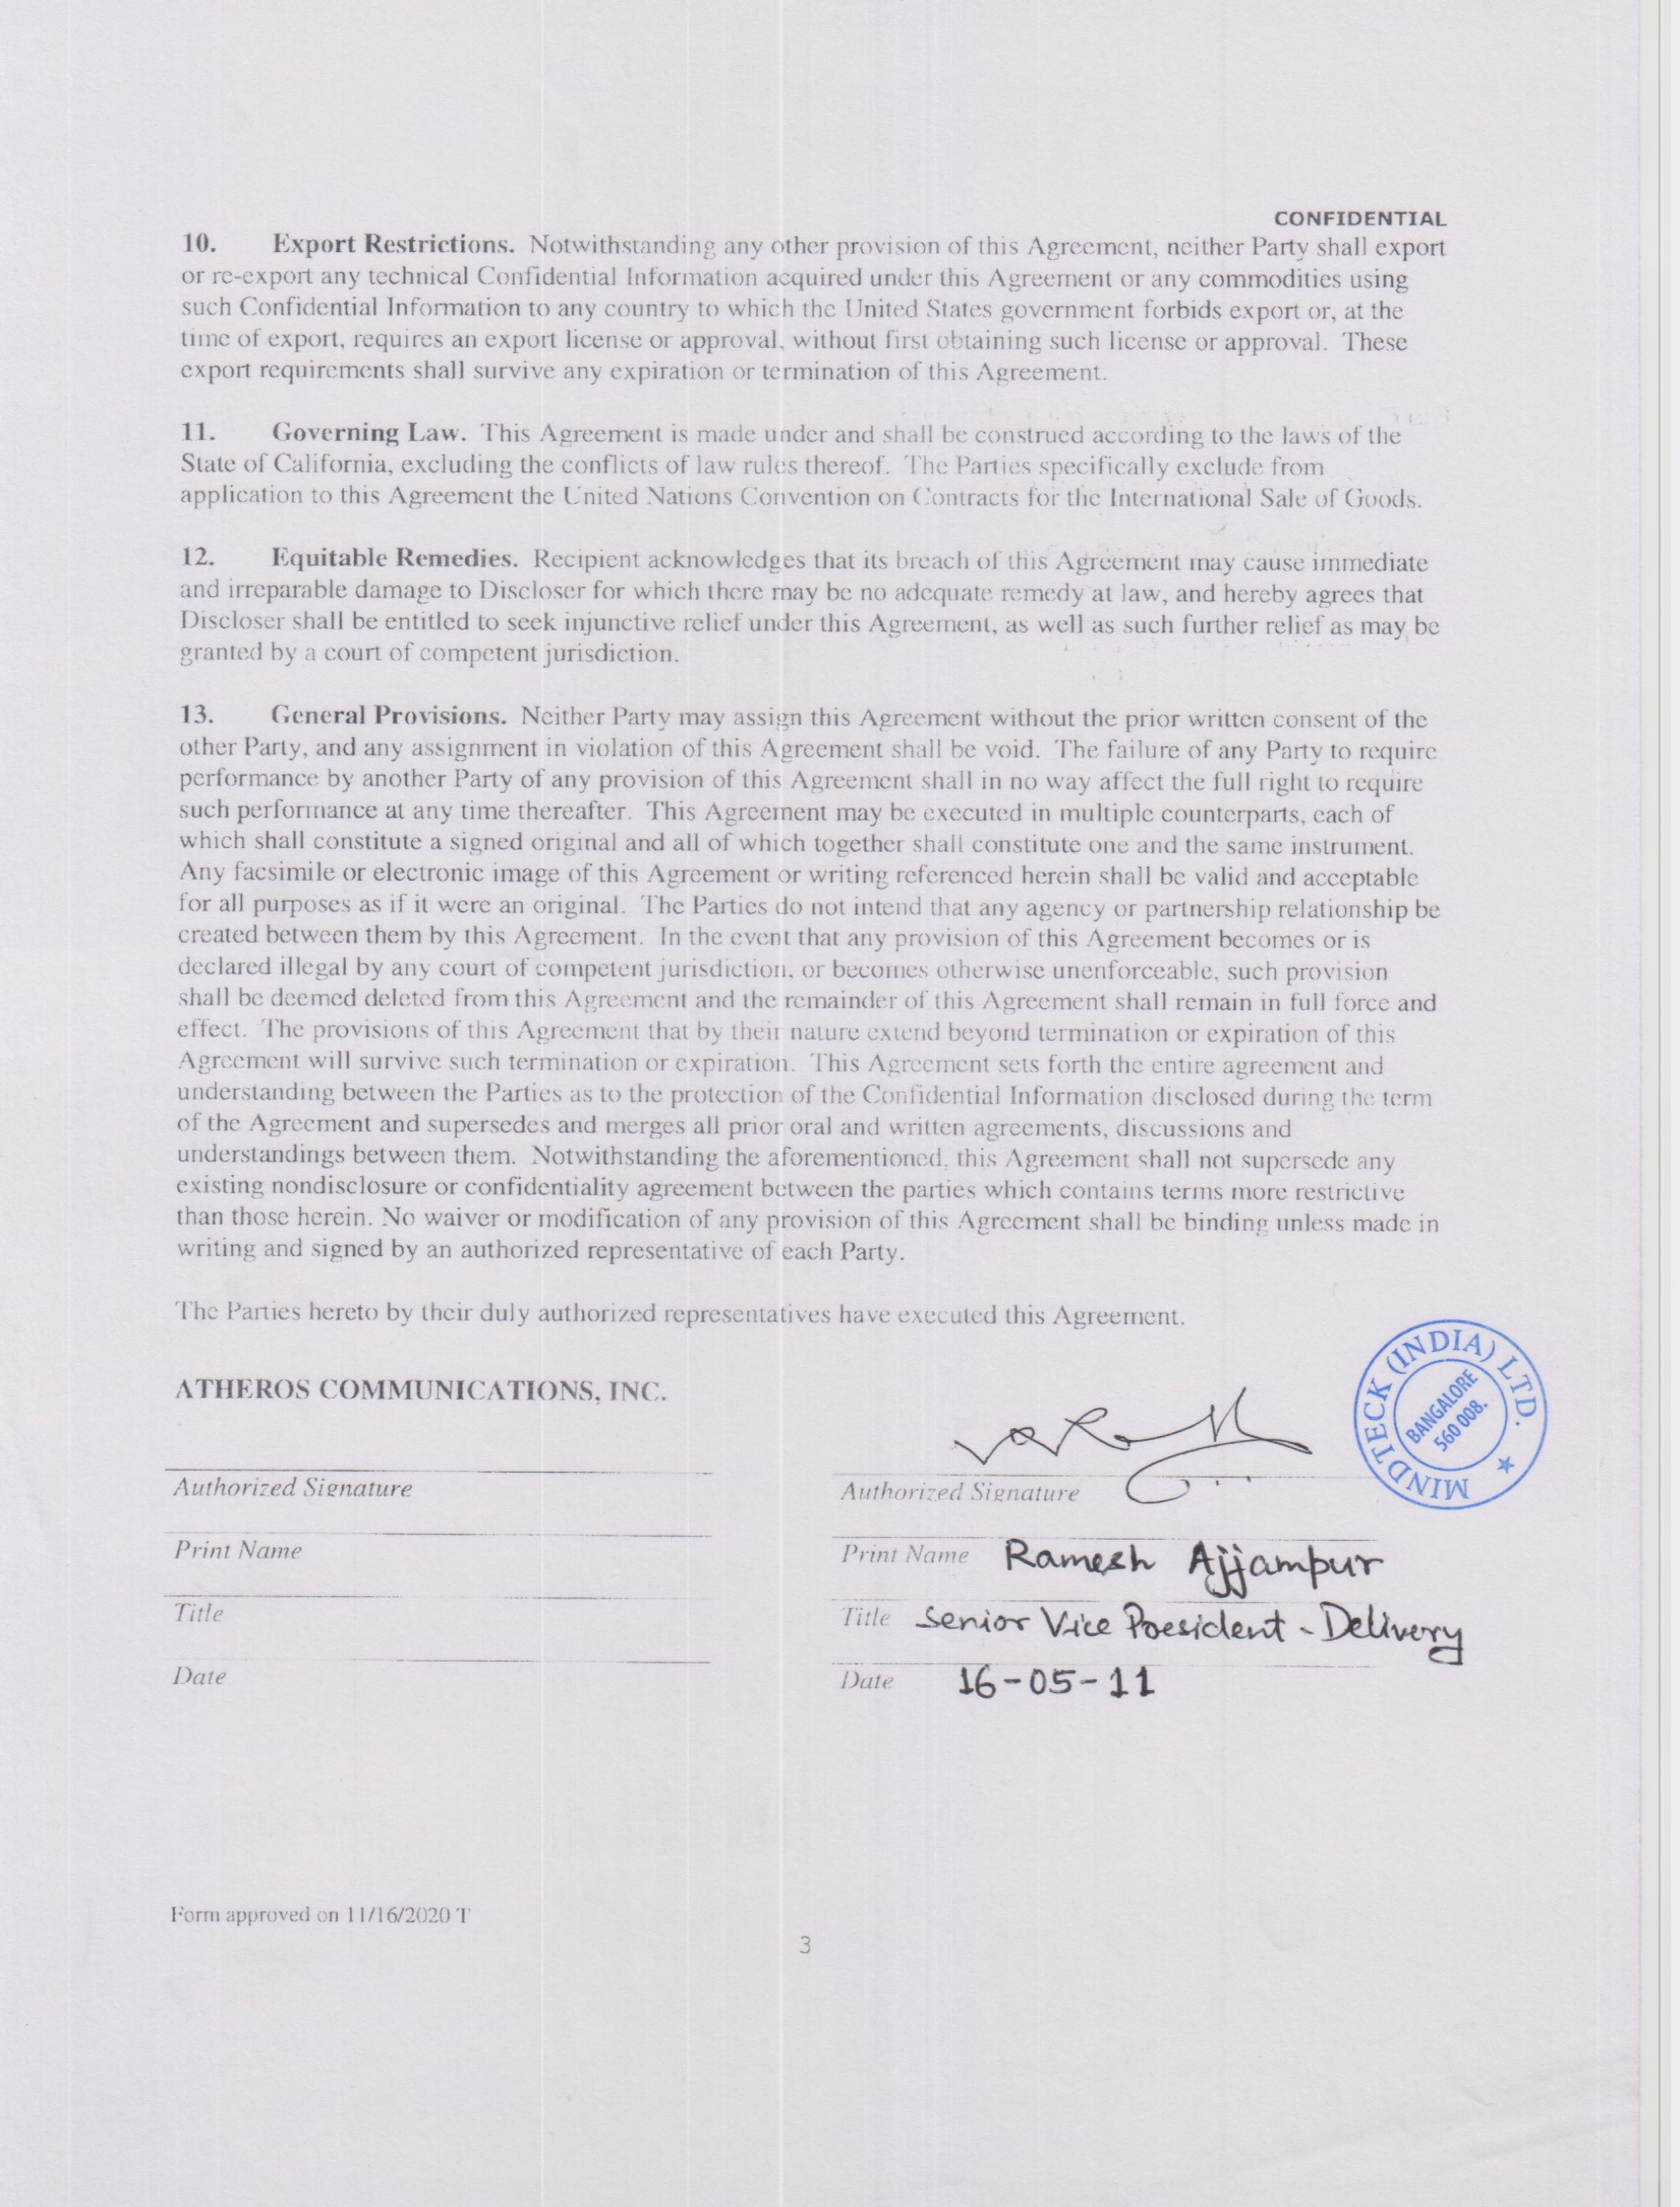 CONFIDENTIAL
10. Export Restrictions. Notwithstanding any other provision of this Agreement, neither Party shall export
or re-export any technical Confidential Information acquired under this Agreement or any commodities using
such Confidential Information to any country to which the United States government forbids export or, at the
time of export, requires an export license or approval, without first obtaining such license or approval. These
export requirements shall survive any expiration or termination of this Agreement.
11. Governing Law. This Agreement is made under and shall be construed according to the laws of the
State of California, excluding the conflicts of law rules thereof. The Parties specifically exclude from
application to this Agreement the United Nations Convention on Contracts for the International Sale of Goods.
12. Equitable Remedies. Recipient acknowledges that its breach of this Agreement may cause immediate
and irreparable damage to Discloser for which there may be no adequate remedy at law, and hereby agrees that
Discloser shall be entitled to seek injunctive relief under this Agreement, as well as such further relief as may be
granted by a court of competent jurisdiction.
13. General Provisions. Neither Party may assign this Agreement without the prior written consent of the
other Party, and any assignment in violation of this Agreement shall be void. The failure of any Party to require
performance by another Party of any provision of this Agreement shall in no way affect the full right to require
such performance at any time thereafter. This Agreement may be executed in multiple counterparts, each of
which shall constitute a signed original and all of which together shall constitute one and the same instrument.
Any facsimile or electronic image of this Agreement or writing referenced herein shall be valid and acceptable
for all purposes as if it were an original. The Parties do not intend that any agency or partnership relationship be
created between them by this Agreement. In the event that any provision of this Agreement becomes or is
declared illegal by any court of competent jurisdiction, or becomes otherwise unenforceable, such provision
shall be deemed deleted from this Agreement and the remainder of this Agreement shall remain in full force and
effect. The provisions of this Agreement that by their nature extend beyond termination or expiration of this
Agreement will survive such termination or expiration. This Agreement sets forth the entire agreement and
understanding between the Parties as to the protection of the Confidential Information disclosed during the term
of the Agreement and supersedes and merges all prior oral and written agreements, discussions and
understandings between them. Notwithstanding the aforementioned, this Agreement shall not supersede any
existing nondisclosure or confidentiality agreement between the parties which contains terms more restrictive
than those herein. No waiver or modification of any provision of this Agreement shall be binding unless made in
writing and signed by an authorized representative of each Party.
The Parties hereto by their duly authorized representatives have executed this Agreement.
ATHEROS COMMUNICATIONS, INC.
MINDTECK (INDIA) LTD.
BANGALORE
560 008.
Authorized Signature
Authorized Signature
Print Name
Print Name Ramesh Ajjampur
Title
Title Senior Vice President - Delivery
Date
Date 16-05-11
Form approved on 11/16/2020 T
3